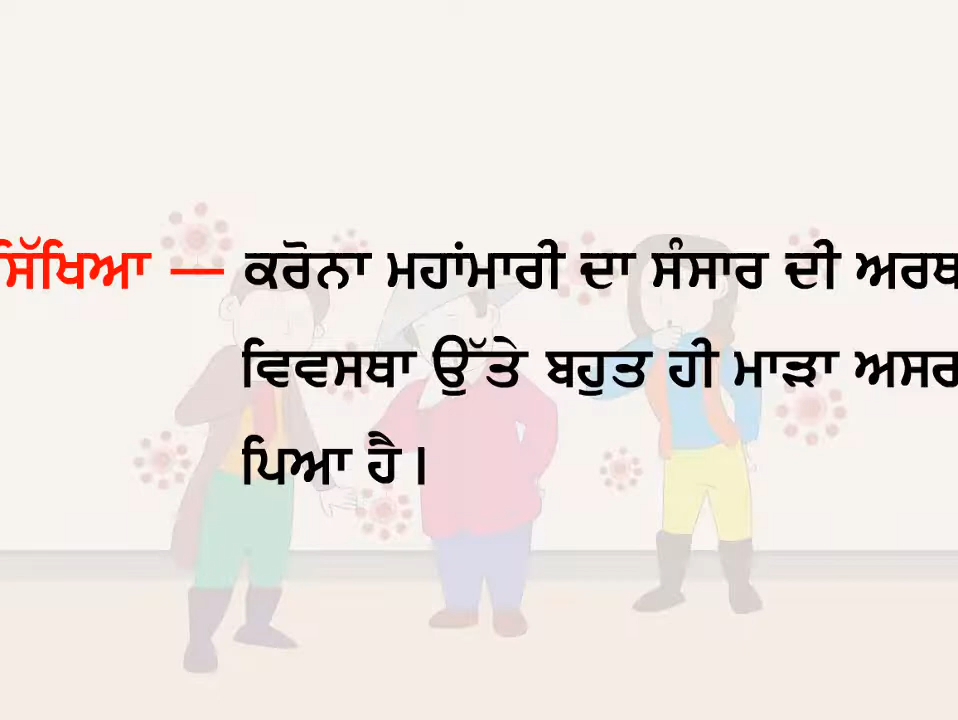 ਸਿੱਖਿਆ — ਕਰੋਨਾ ਮਹਾਂਮਾਰੀ ਦਾ ਸੰਸਾਰ ਦੀ ਅਰਥ
ਵਿਵਸਥਾ ਉੱਤੇ ਬਹੁਤ ਹੀ ਮਾੜਾ ਅਸਰ
ਪਿਆ ਹੈ।